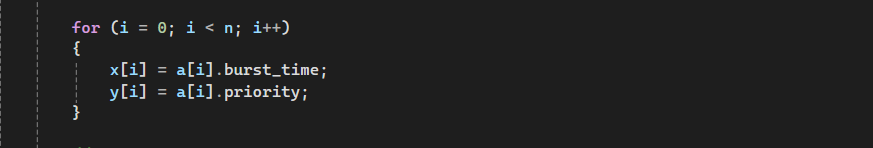 for (i = 0; i < n; i++)
{
x[i] = a[i].burst_time;
y[i] = a[i].priority;
}